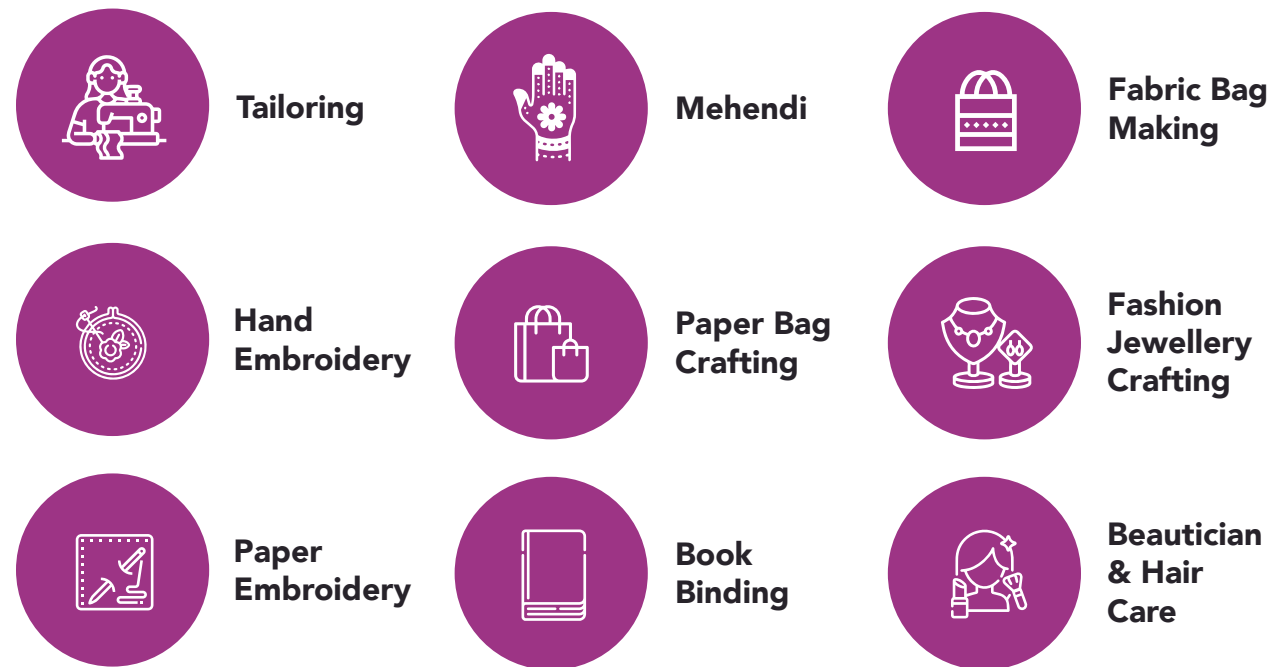 Tailoring
Mehendi
Fabric Bag
Making
Hand
Embroidery
Paper Bag
Crafting
Fashion
Jewellery
Crafting
Paper
Embroidery
Book
Binding
Beautician
& Hair
Care